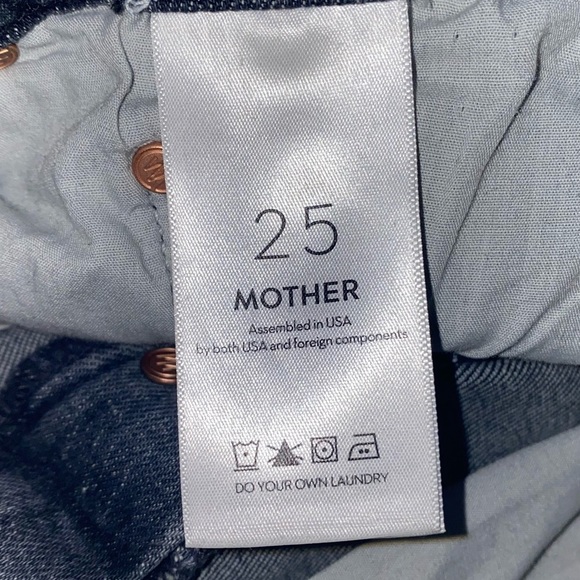 25
MOTHER
Assembled in USA
by both USA and foreign components
DO YOUR OWN LAUNDRY